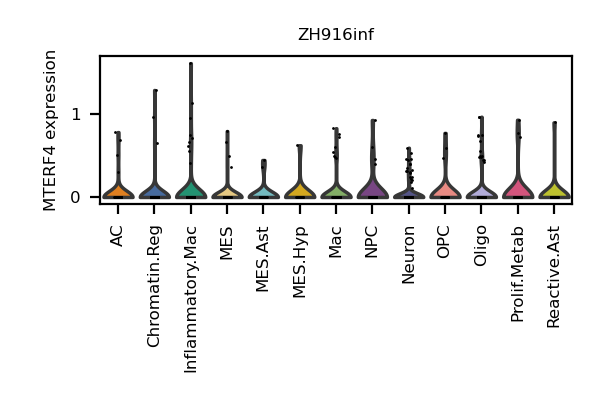 ZH916inf
MTERF4 expression
1
0
AC
Chromatin.Reg
Inflammatory.Mac
MES
MES.Ast
MES.Hyp
Mac
NPC
Neuron
OPC
Oligo
Prolif.Metab
Reactive.Ast